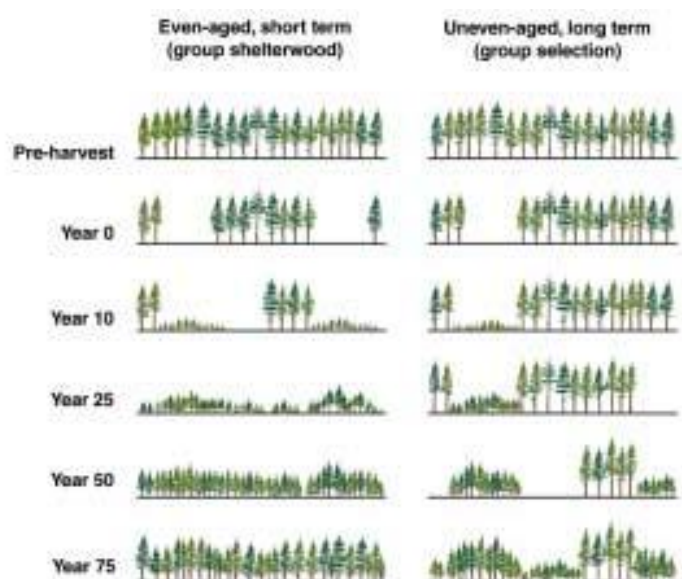 Even-aged, short term
(group shelterwood)
Uneven-aged, long term
(group selection)
Pre-harvest
Year 0
Year 10
Year 25
Year 50
Year 75